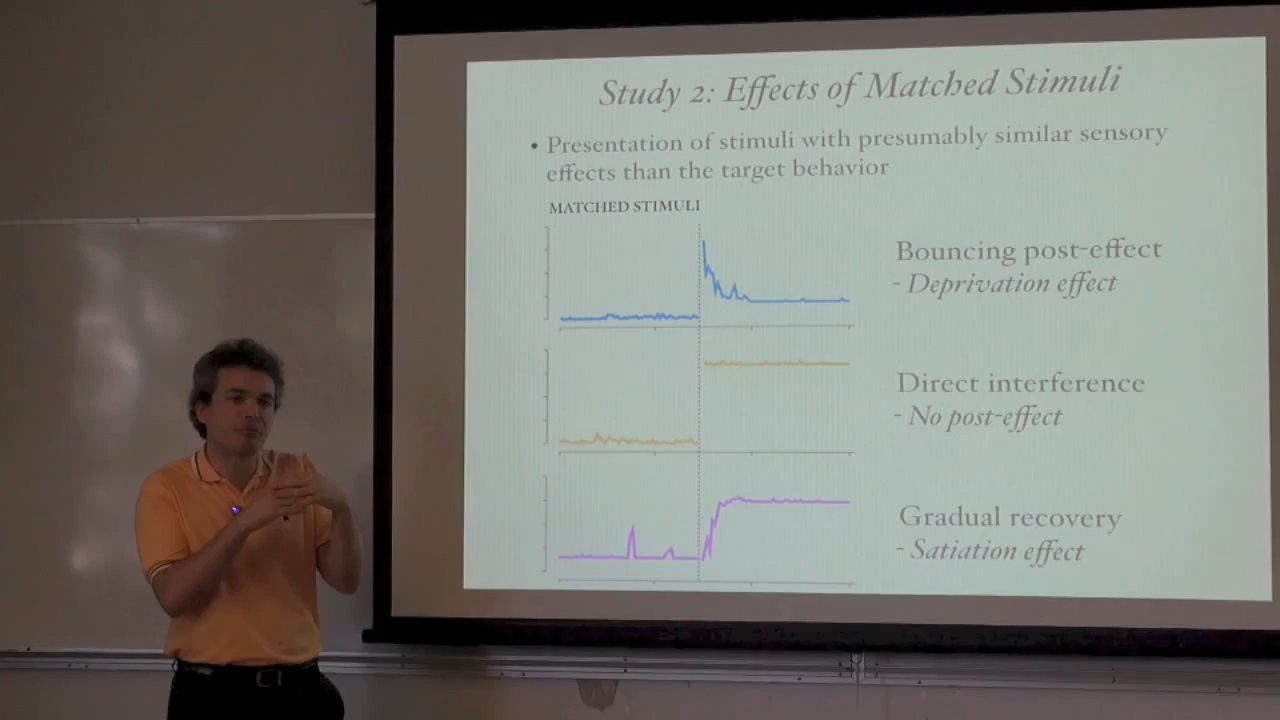 Study 2: Effects of Matched Stimuli
• Presentation of stimuli with presumably similar sensory
effects than the target behavior
MATCHED STIMULI
Bouncing post-effect
- Deprivation effect
Direct interference
- No post-effect
Gradual recovery
- Satiation effect